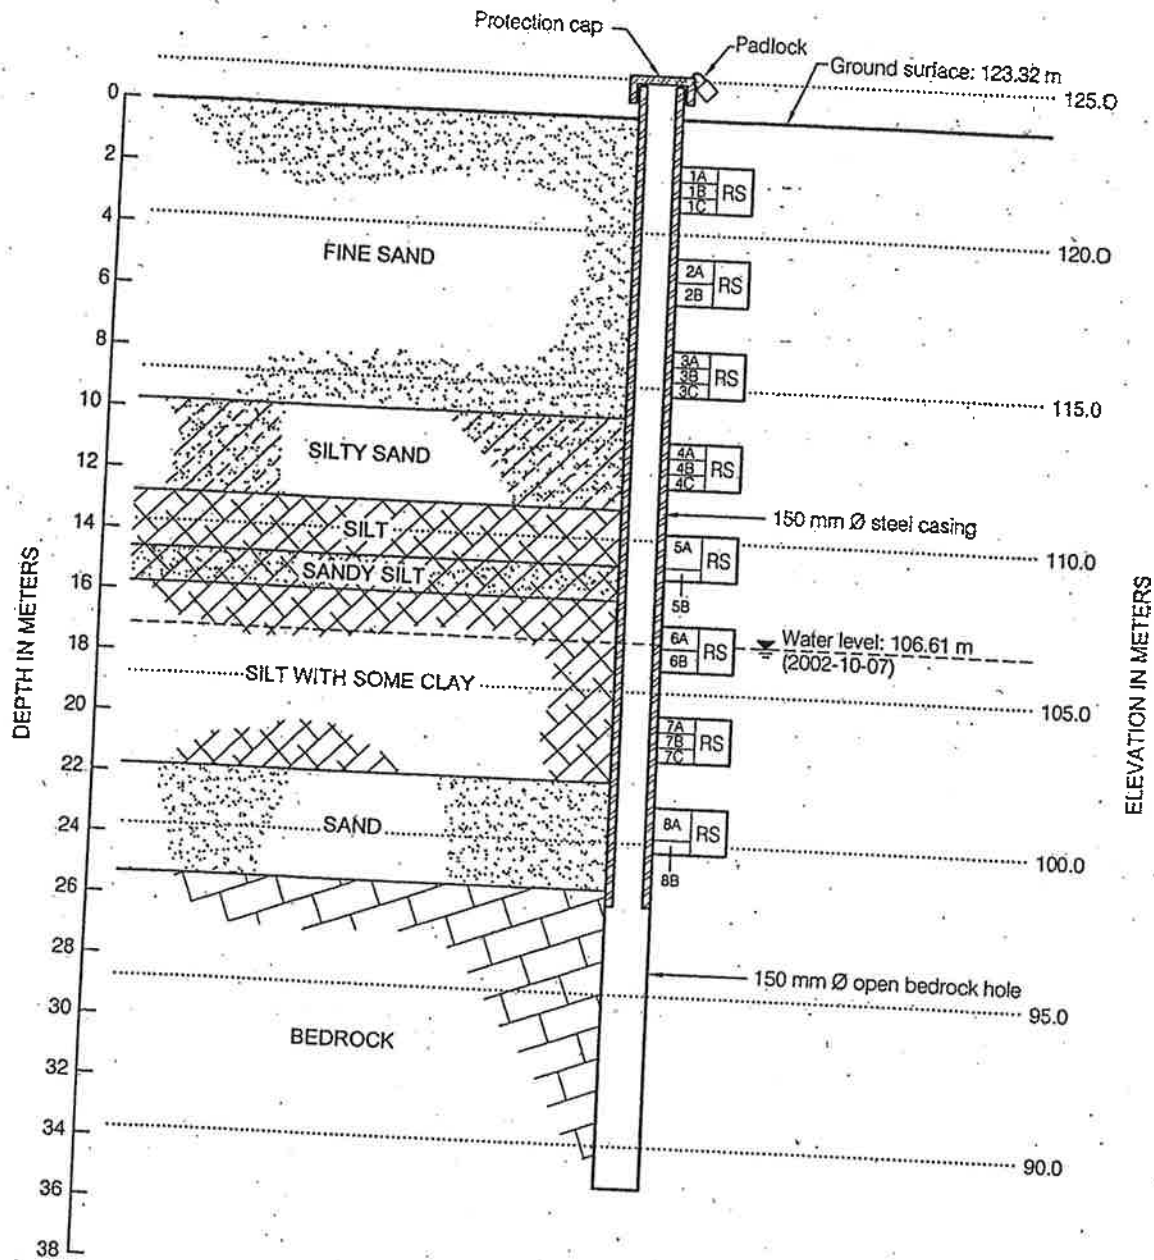 Protection cap
Padlock
Ground surface: 123.32 m
0
125.0
2
1A
1B
1C
RS
4
FINE SAND
120.0
6
2A
2B
RS
8
3A
3B
3C
RS
10
115.0
SILTY SAND
12
4A
4B
4C
RS
14
SILT
150 mm Ø steel casing
5A
RS
110.0
SANDY SILT
16
5B
DEPTH IN METERS
ELEVATION IN METERS
18
6A
6B
RS
Water level: 106.61 m
(2002-10-07)
SILT WITH SOME CLAY
20
105.0
7A
7B
7C
RS
22
24
SAND
8A
RS
100.0
8B
26
28
150 mm Ø open bedrock hole
30
95.0
BEDROCK
32
34
90.0
36
38